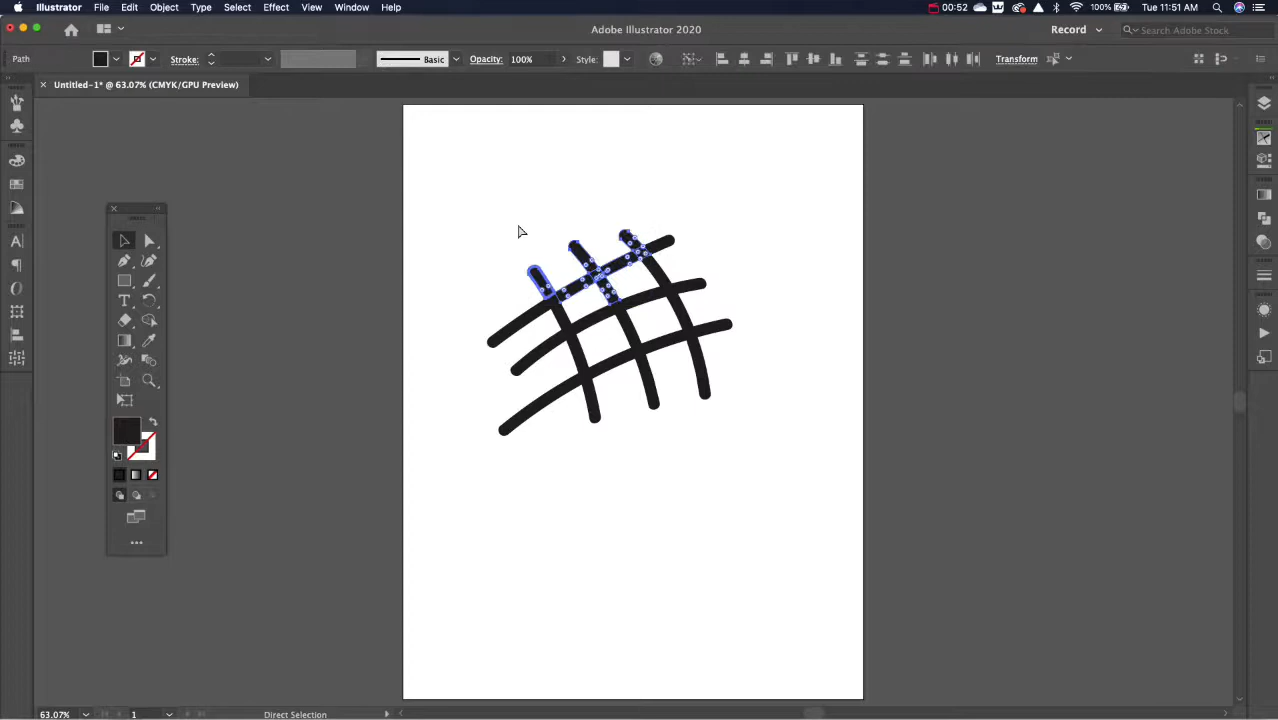 Illustrator File Edit Object Type Select Effect View Window Help 00:52 100% Tue 11:51 AM
Adobe Illustrator 2020 Record Search Adobe Stock
Path Stroke: Basic Opacity: 100% Style: Transform
Untitled-1* @ 63.07% (CMYK/GPU Preview)
63.07% 1 Direct Selection